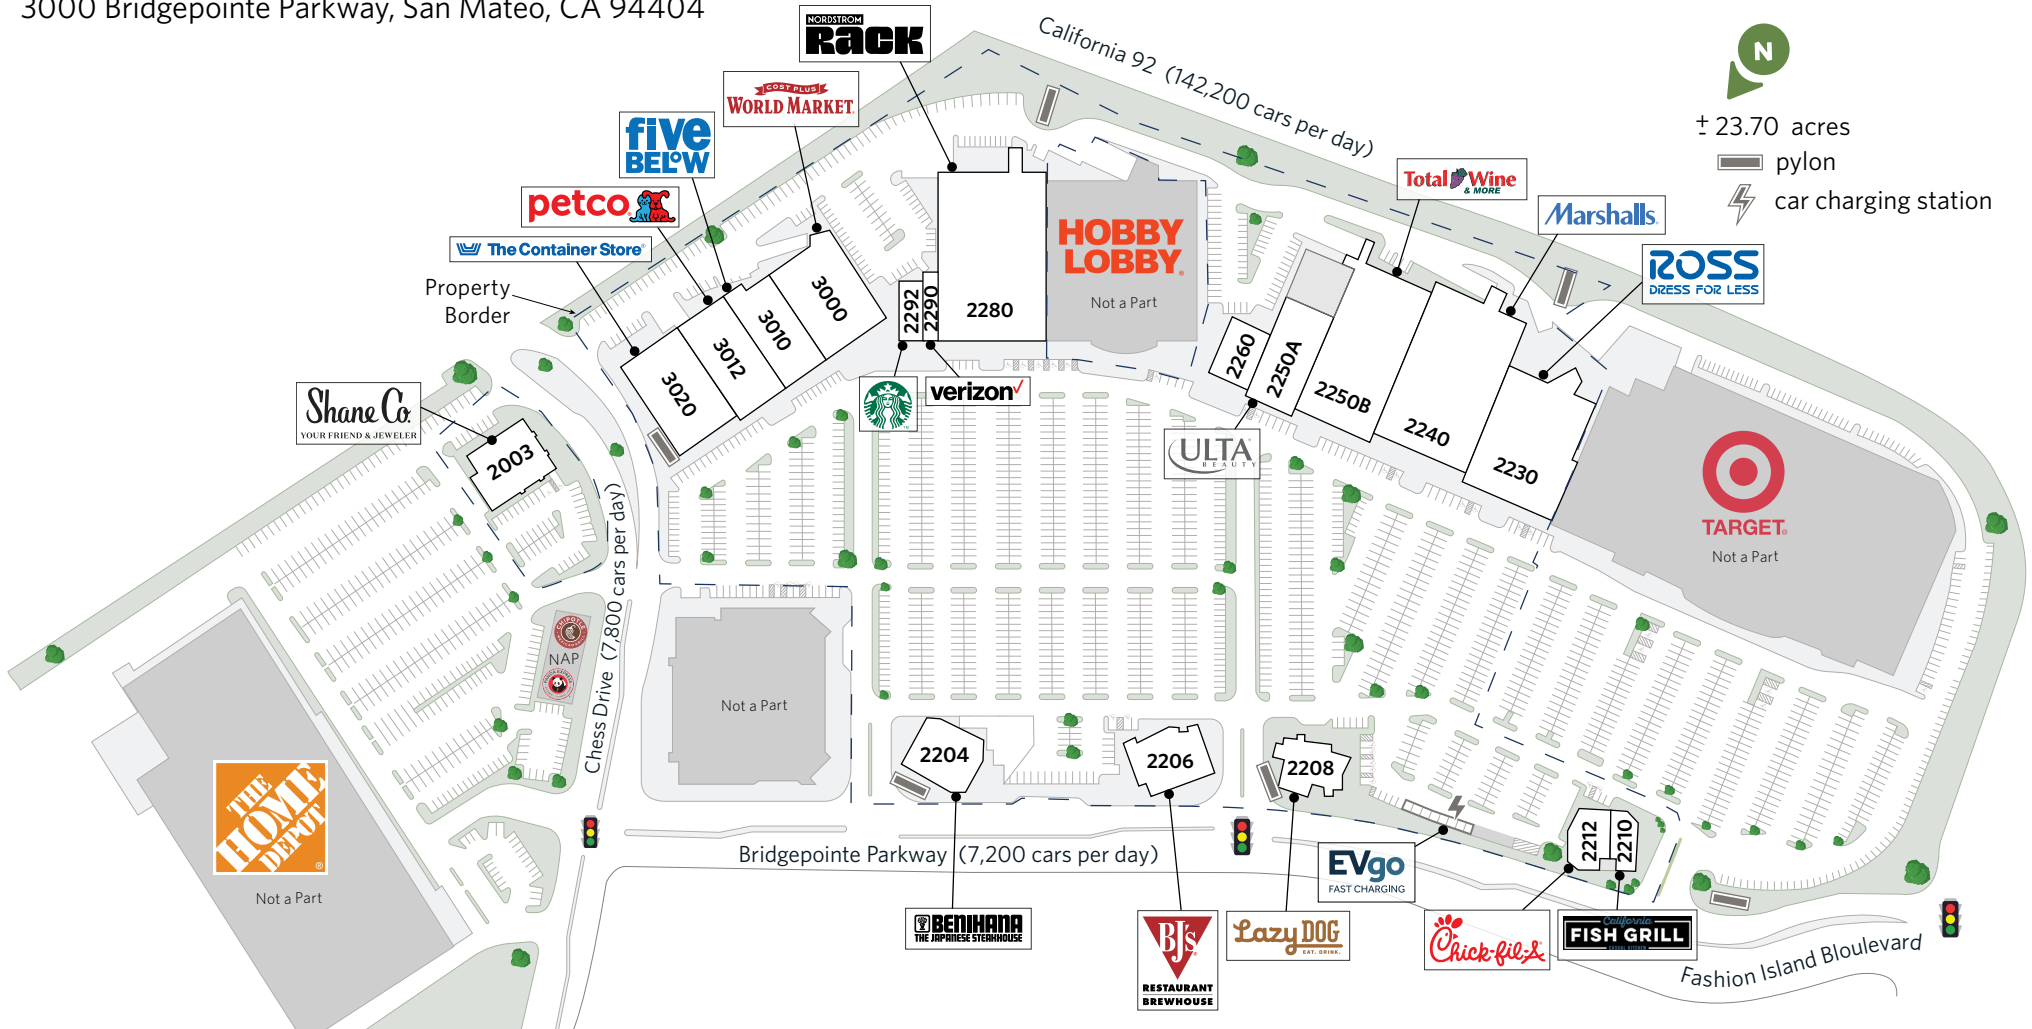 3000 Bridgepointe Parkway, San Mateo, CA 94404
NORDSTROM
RACK
California 92 (142,200 cars per day)
N
± 23.70 acres
pylon
car charging station
COST PLUS
WORLD MARKET
five
BELOW
petco
The Container Store
Property
Border
Total Wine
& MORE
Marshalls.
ROSS
DRESS FOR LESS
HOBBY
LOBBY
Not a Part
3000
3010
3012
3020
2292
2290
2280
2260
2250A
2250B
2240
2230
Shane Co.
YOUR FRIEND & JEWELER
2003
verizon
ULTA
BEAUTY
TARGET
Not a Part
Chess Drive (7,800 cars per day)
CHIPOTLE
NAP
Not a Part
2204
2206
2208
2212
2210
THE
HOME
DEPOT
Not a Part
Bridgepointe Parkway (7,200 cars per day)
EVgo
FAST CHARGING
BENIHANA
THE JAPANESE STEAKHOUSE
BJ's
RESTAURANT
BREWHOUSE
Lazy DOG
EAT. DRINK.
Chick-fil-A
California
FISH GRILL
Fashion Island Bloulevard